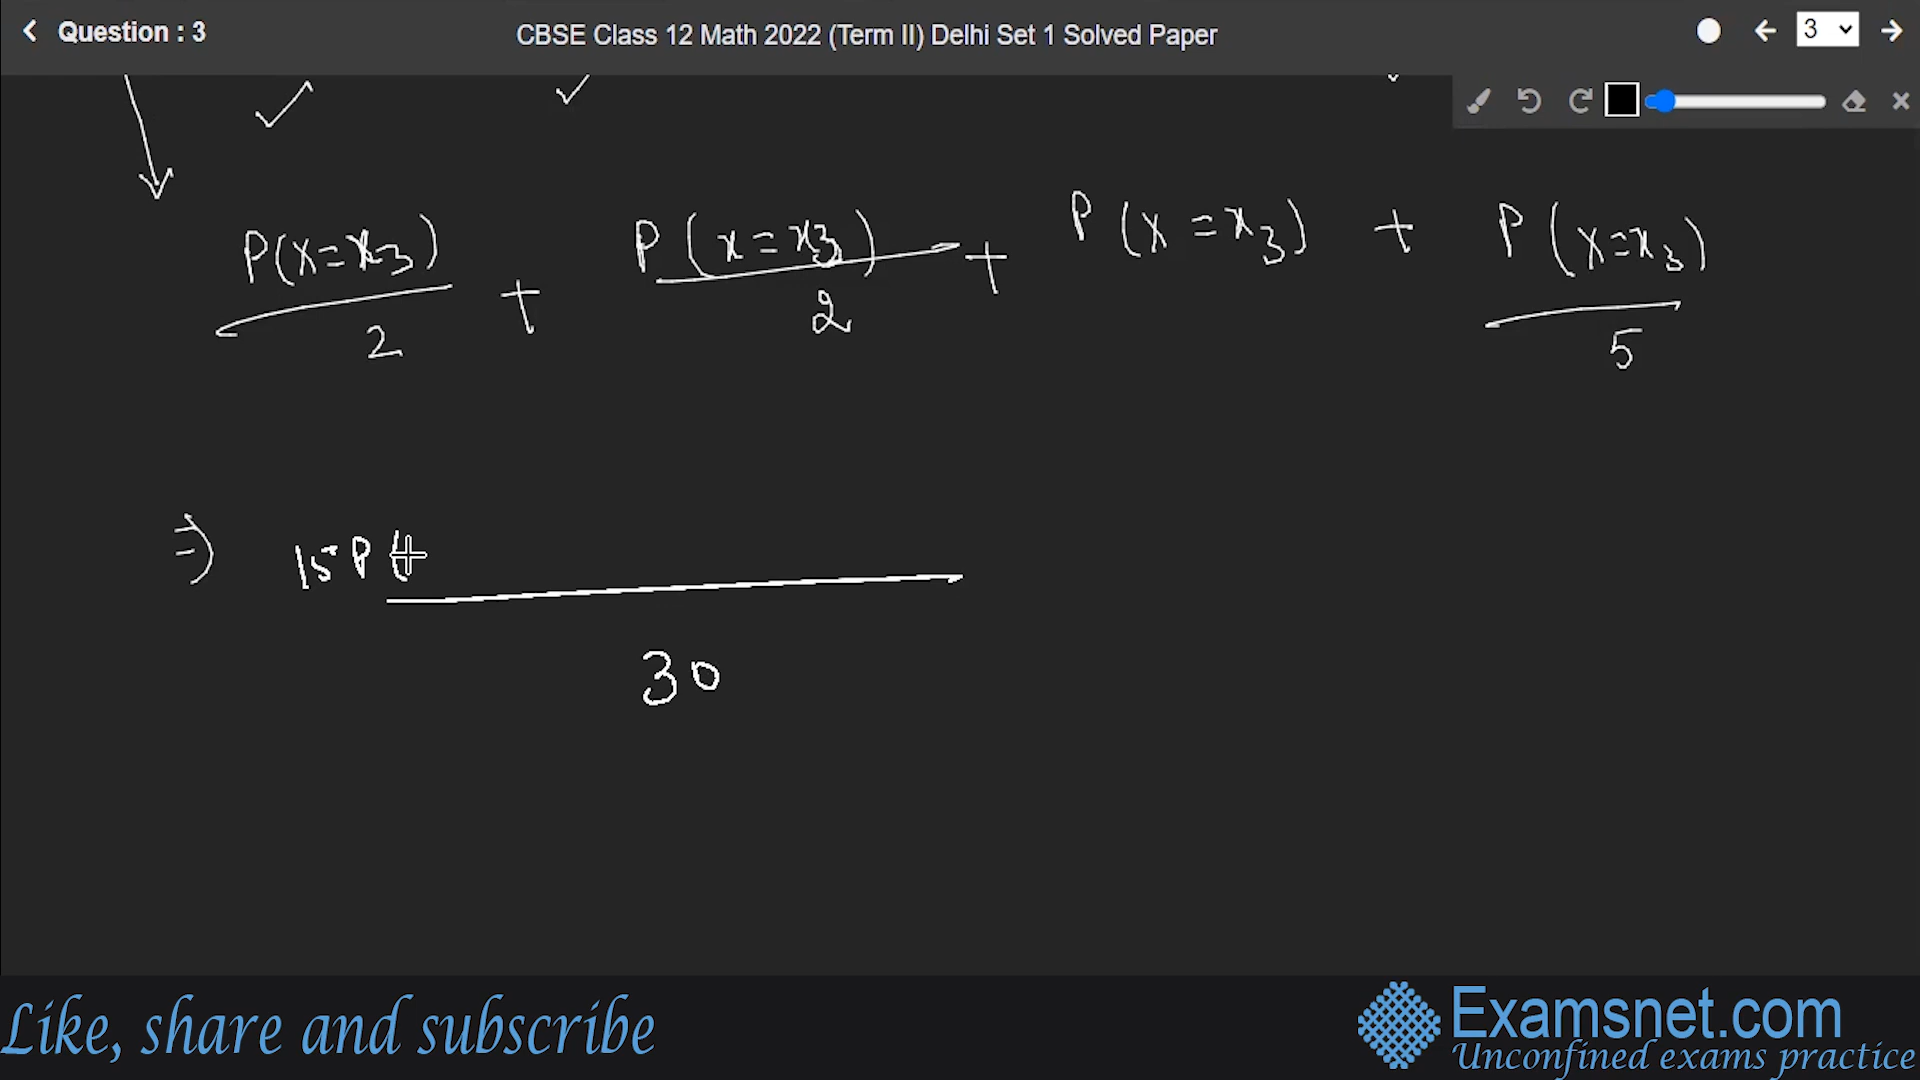 Question : 3 CBSE Class 12 Math 2022 (Term II) Delhi Set 1 Solved Paper 3
P(X=x3) + P(x=x3) + P(X=x3) + P(X=x3)
2 2 5
=> 15P(
30
Like, share and subscribe Examsnet.com
Unconfined exams practice